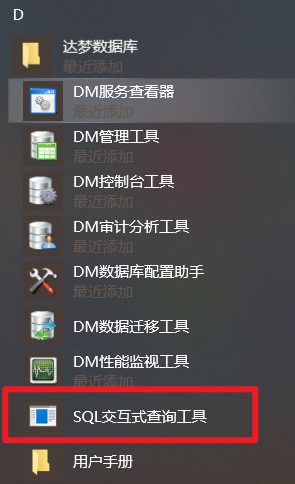 D
达梦数据库
最近添加
DM服务查看器
最近添加
DM管理工具
最近添加
DM控制台工具
最近添加
DM审计分析工具
最近添加
DM数据库配置助手
最近添加
DM数据迁移工具
DM性能监视工具
最近添加
SQL交互式查询工具
用户手册